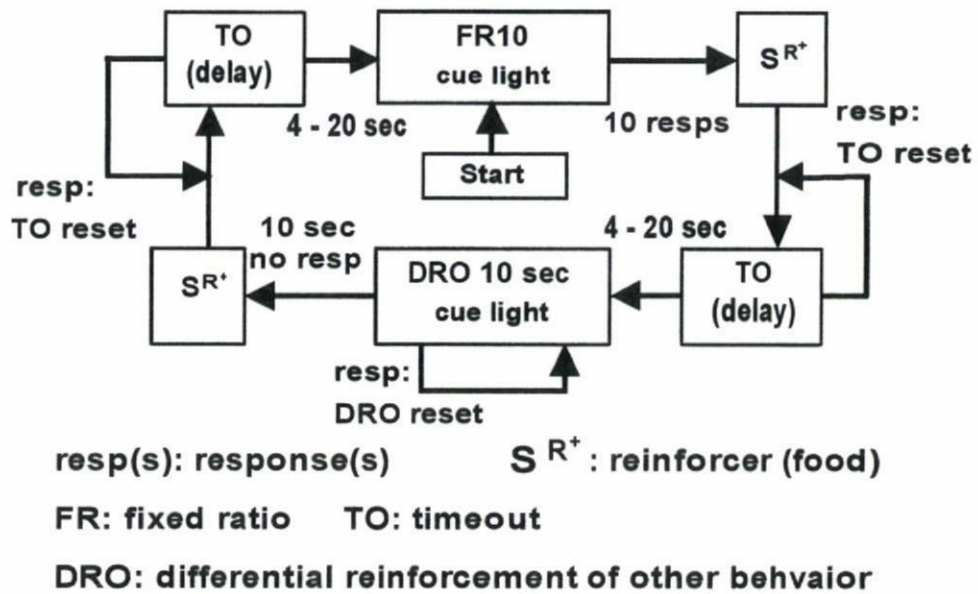 TO
(delay)
FR10
cue light
S R+
4 - 20 sec
10 resps
resp:
TO reset
Start
resp:
TO reset
10 sec
no resp
4 - 20 sec
S R+
DRO 10 sec
cue light
TO
(delay)
resp:
DRO reset
resp(s): response(s)
S R+ : reinforcer (food)
FR: fixed ratio
TO: timeout
DRO: differential reinforcement of other behvaior